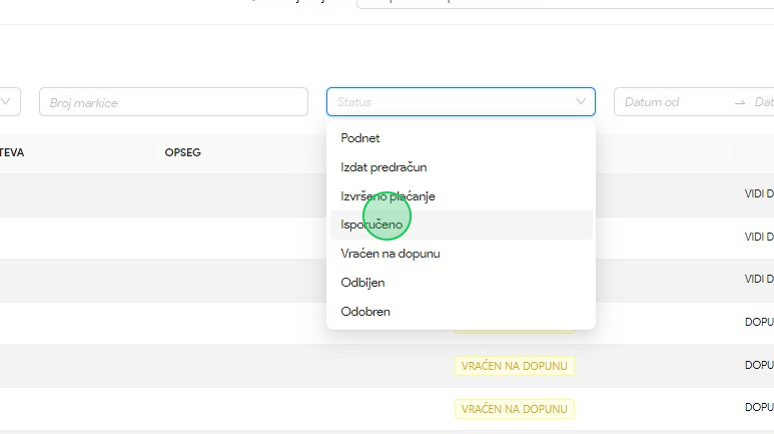 Broj markice
Status
Datum od
Dat
TEVA
OPSEG
Podnet
Izdat predračun
Izvršeno plaćanje
Isporučeno
Vraćen na dopunu
Odbijen
Odobren
VIDI D
VIDI D
VIDI D
DOPU
VRAĆEN NA DOPUNU
DOPU
VRAĆEN NA DOPUNU
DOPU